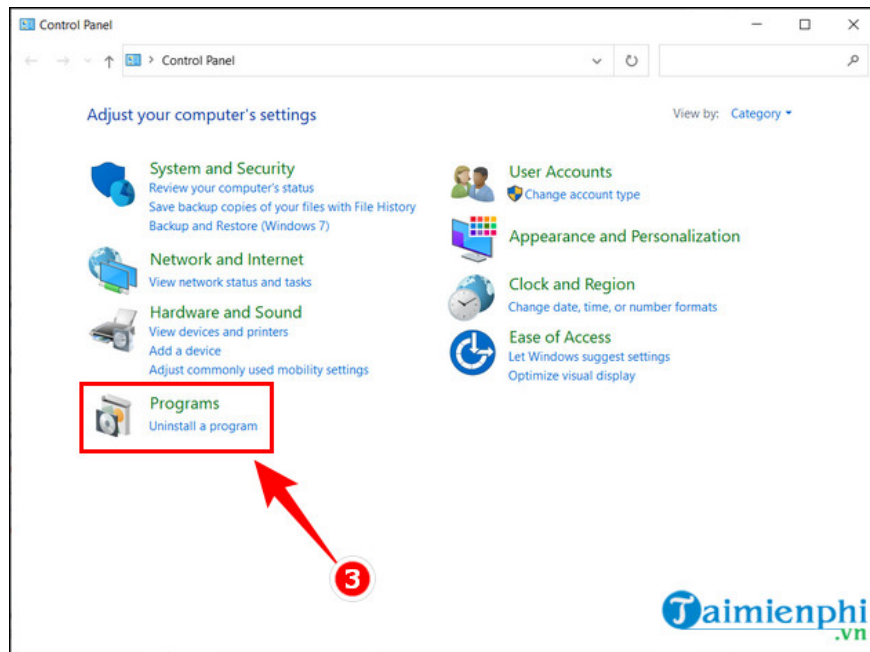 Control Panel
Control Panel
Adjust your computer's settings
View by: Category
System and Security
Review your computer's status
Save backup copies of your files with File History
Backup and Restore (Windows 7)
Network and Internet
View network status and tasks
Hardware and Sound
View devices and printers
Add a device
Adjust commonly used mobility settings
Programs
Uninstall a program
User Accounts
Change account type
Appearance and Personalization
Clock and Region
Change date, time, or number formats
Ease of Access
Let Windows suggest settings
Optimize visual display
3
Taimienphi
.vn